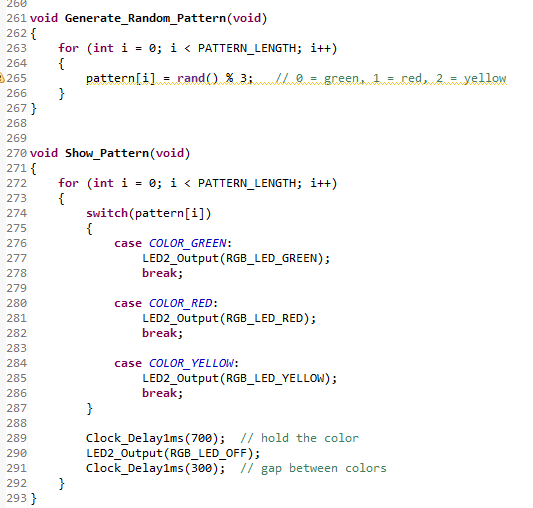 260
261 void Generate_Random_Pattern(void)
262 {
263     for (int i = 0; i < PATTERN_LENGTH; i++)
264     {
265         pattern[i] = rand() % 3;   // 0 = green, 1 = red, 2 = yellow
266     }
267 }
268
269
270 void Show_Pattern(void)
271 {
272     for (int i = 0; i < PATTERN_LENGTH; i++)
273     {
274         switch(pattern[i])
275         {
276             case COLOR_GREEN:
277                 LED2_Output(RGB_LED_GREEN);
278                 break;
279
280             case COLOR_RED:
281                 LED2_Output(RGB_LED_RED);
282                 break;
283
284             case COLOR_YELLOW:
285                 LED2_Output(RGB_LED_YELLOW);
286                 break;
287         }
288
289         Clock_Delay1ms(700);  // hold the color
290         LED2_Output(RGB_LED_OFF);
291         Clock_Delay1ms(300);  // gap between colors
292     }
293 }